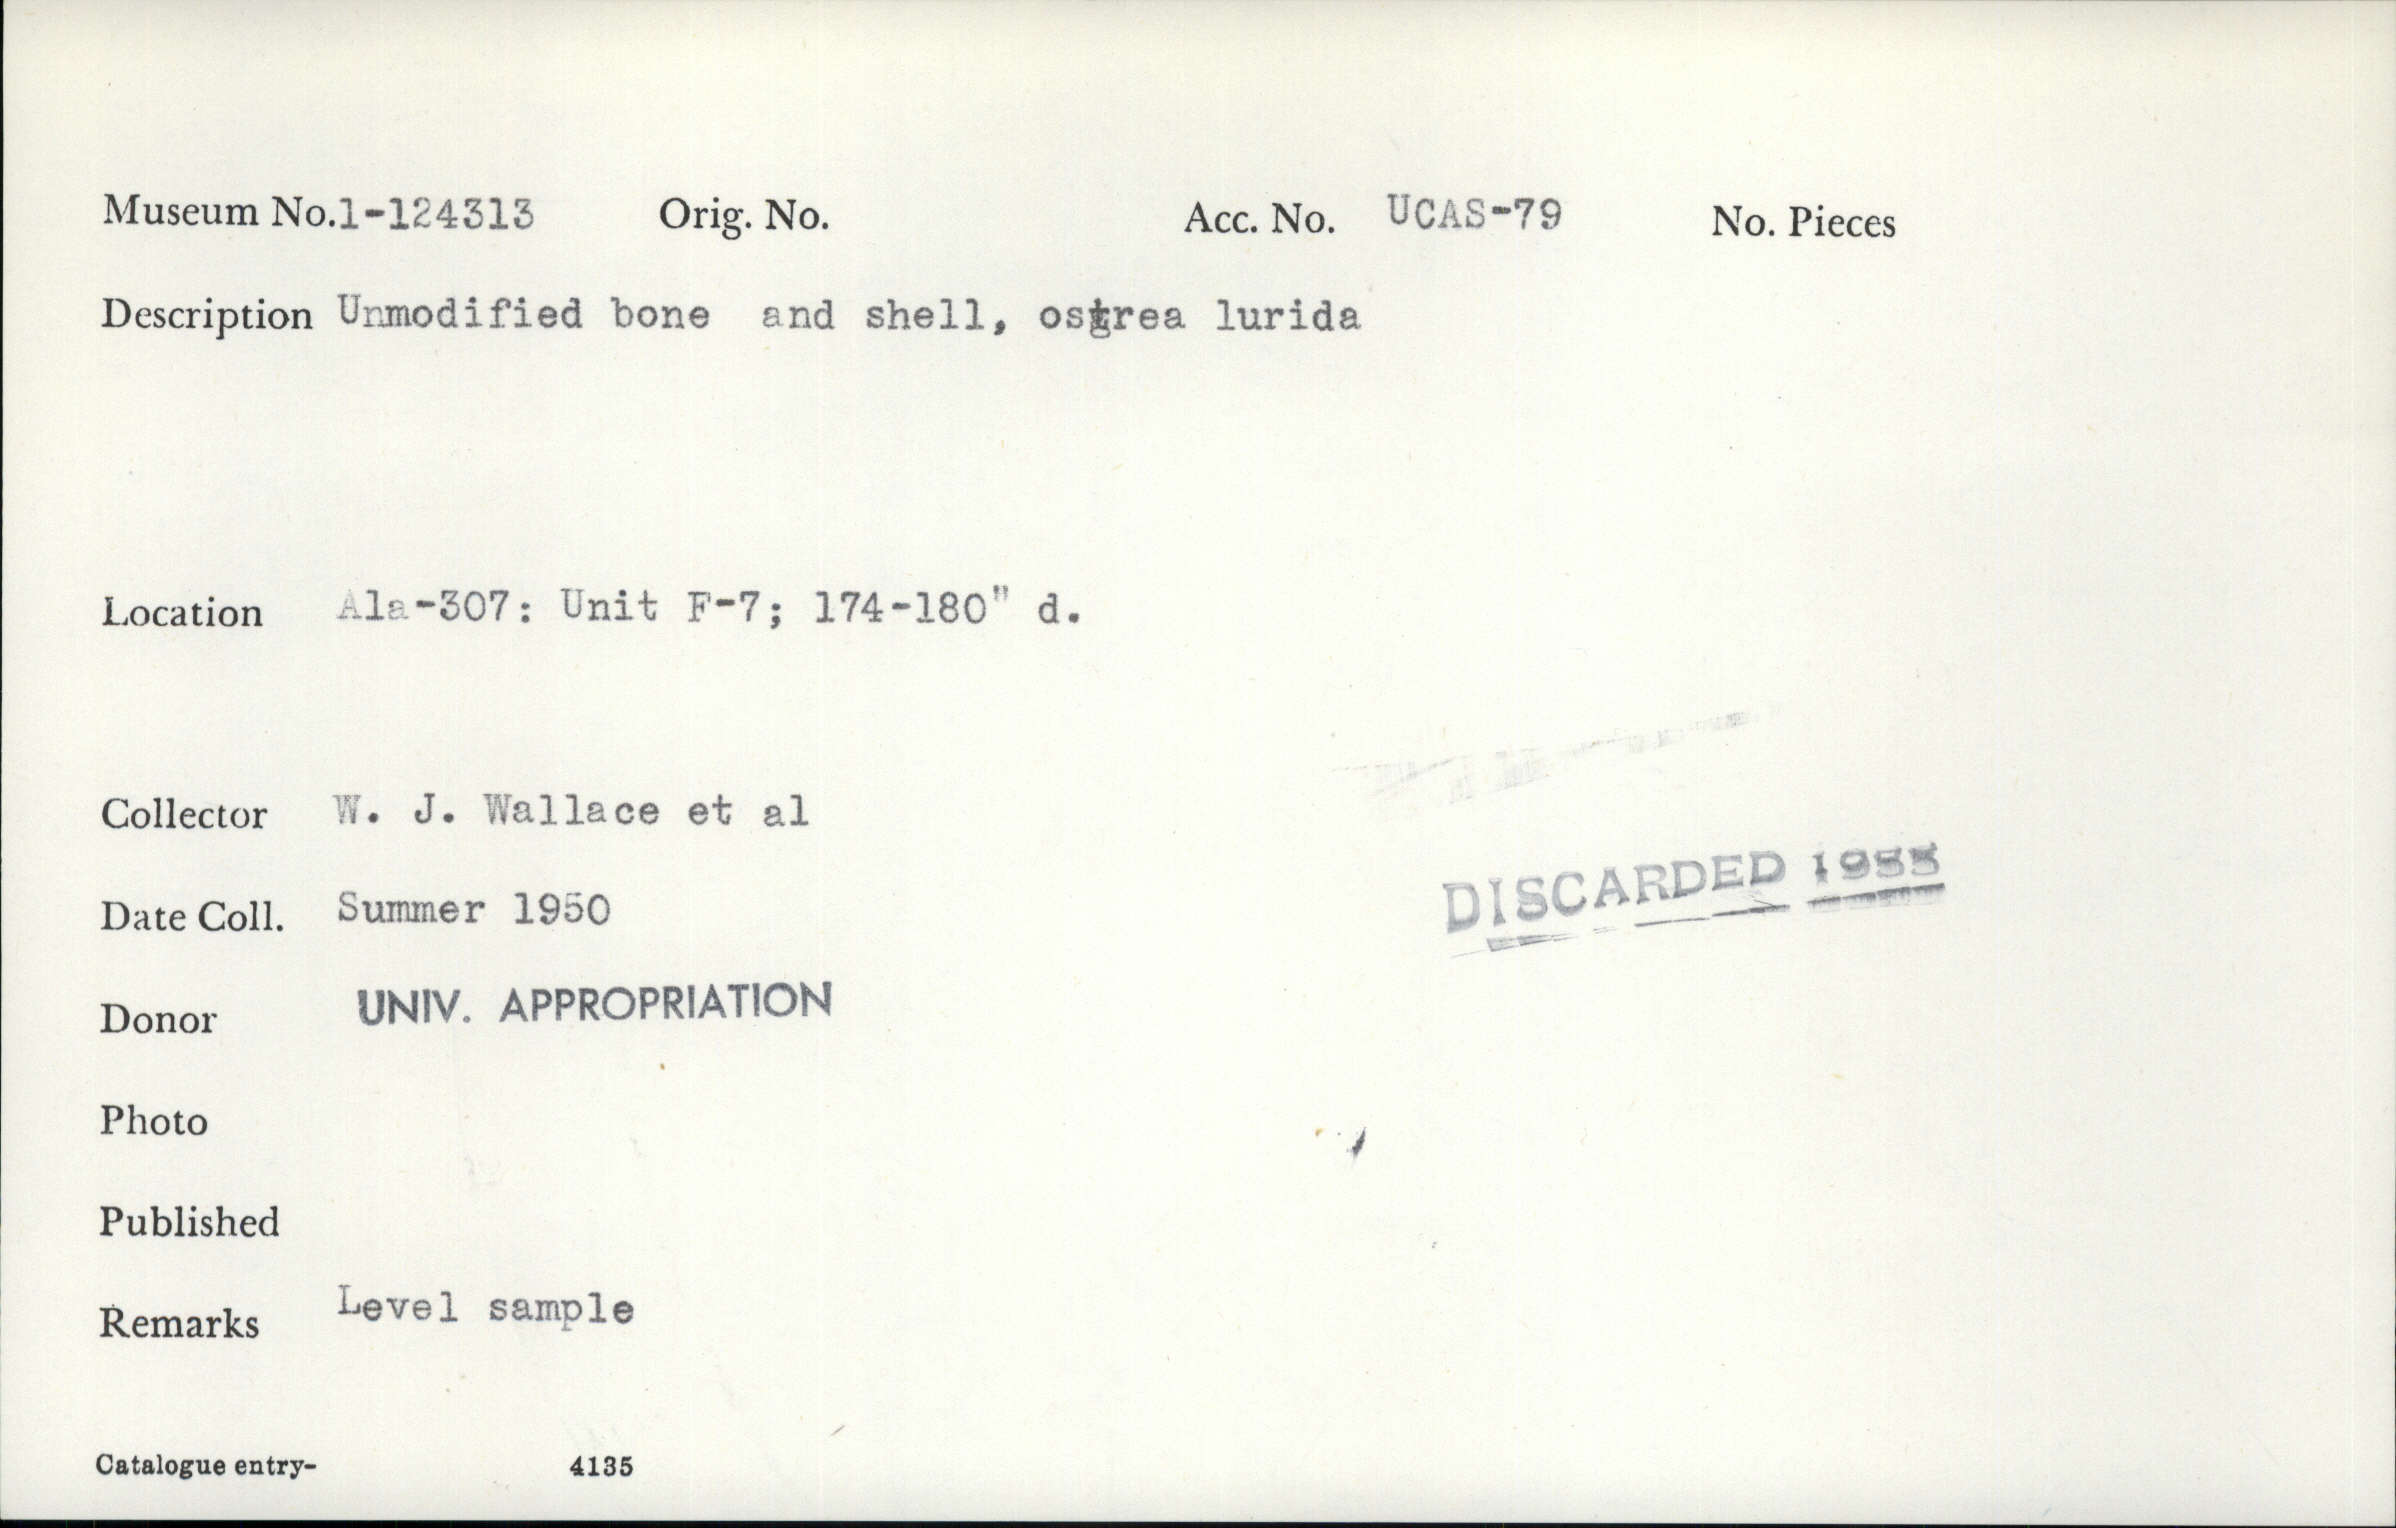 Museum No. 1-124313 Orig. No. Acc. No. UCAS-79 No. Pieces
Description Unmodified bone and shell, ostrea lurida
Location Ala-307: Unit F-7; 174-180" d.
Collector W. J. Wallace et al
DISCARDED
Date Coll. Summer 1950
Donor UNIV. APPROPRIATION
Photo
Published
Remarks Level sample
Catalogue entry- 4135